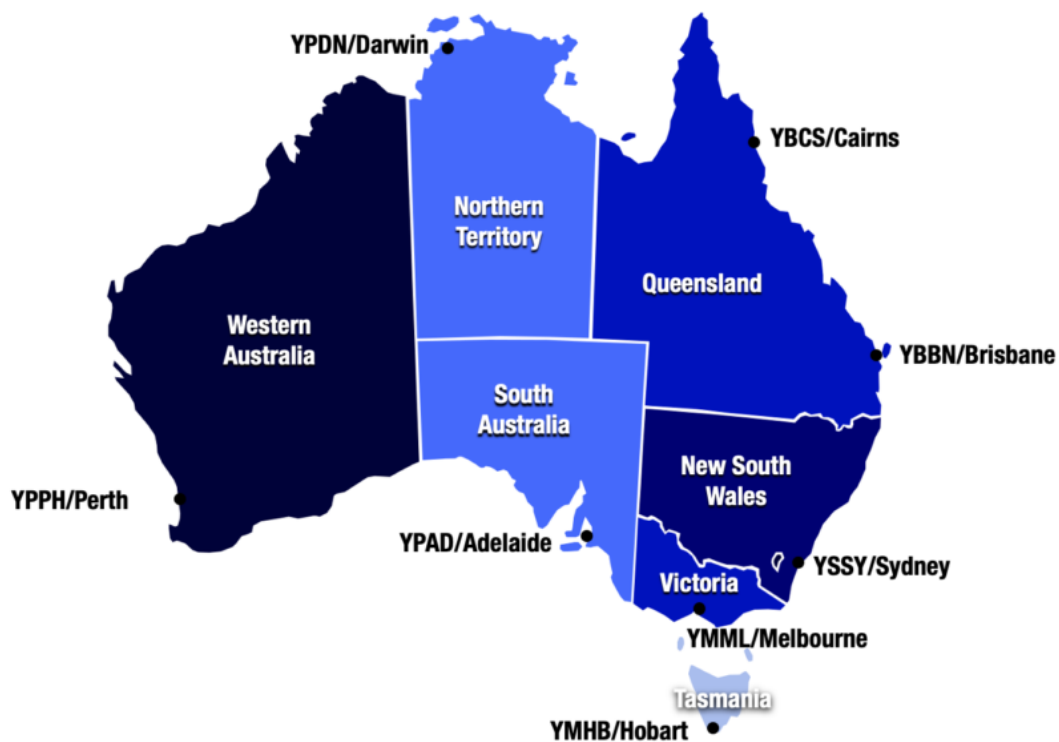 YPDN/Darwin
YBCS/Cairns
Northern
Territory
Queensland
Western
Australia
YBBN/Brisbane
South
Australia
New South
Wales
YPPH/Perth
YPAD/Adelaide
YSSY/Sydney
Victoria
YMML/Melbourne
Tasmania
YMHB/Hobart